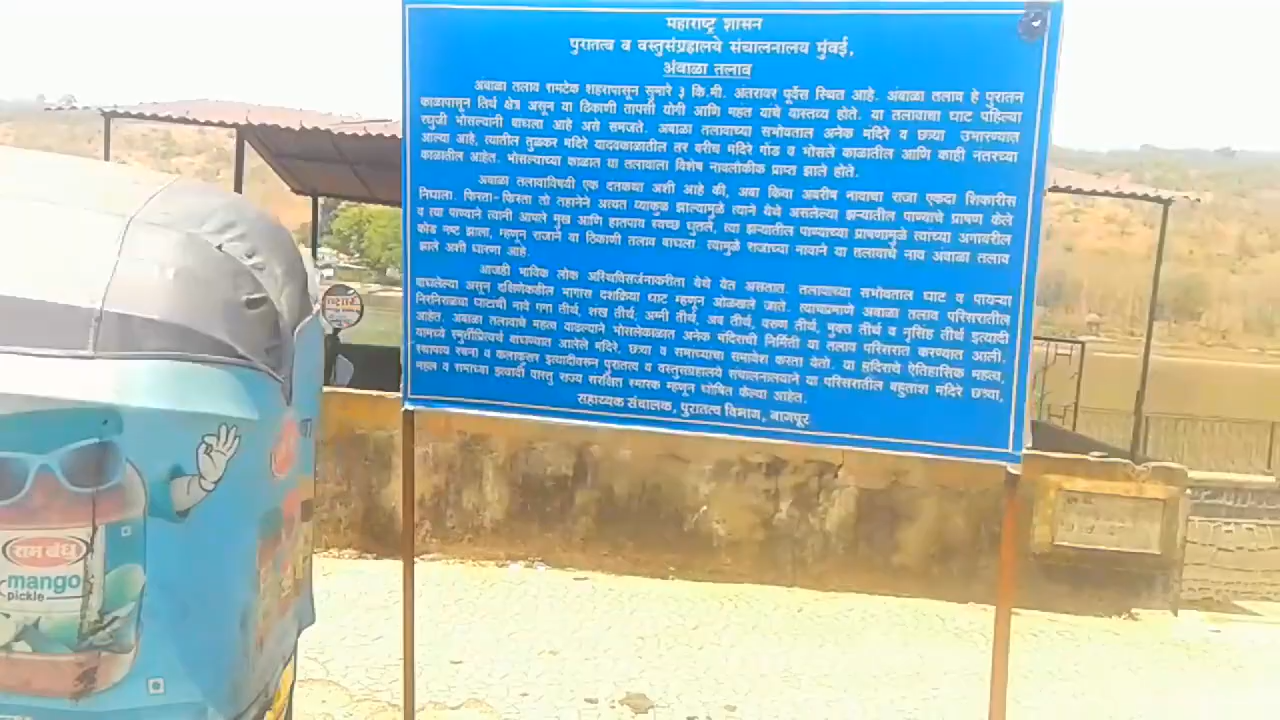 महाराष्ट्र शासन
पुरातत्व व वस्तुसंग्रहालये संचालनालय मुंबई,
अंबाळा तलाव
अंबाळा तलाव रामटेक शहरापासून सुमारे ३ कि.मी. अंतरावर पूर्वेस स्थित आहे. अंबाळा तलाव हे पुरातन
काळापासून तिर्थ क्षेत्र असून या ठिकाणी तापसी योगी आणि महंत यांचे वास्तव्य होते. या तलावाचा घाट पहिल्या
रघुजी भोसल्यांनी बांधला आहे असे समजते. अंबाळा तलावाच्या सभोवताल अनेक मंदिरे व छत्र्या उभारण्यात
आल्या आहे, त्यातील तुळकर मंदिरे यादवकाळातील तर बरीच मंदिरे गोंड व भोसले काळातील आणि काही नंतरच्या
काळातील आहेत. भोसल्यांच्या काळात या तलावाला विशेष नावलौकीक प्राप्त झाले होते.
अंबाळा तलावाविषयी एक दंतकथा अशी आहे की, अंबा किंवा अंबरीष नावाचा राजा एकदा शिकारीस
निघाला. फिरता-फिरता तो तहानेने अत्यंत व्याकुळ झाल्यामुळे त्याने येथे असलेल्या झऱ्यातील पाण्याचे प्राषण केले
व त्या पाण्याने त्यांनी आपले मुख आणि हातपाय स्वच्छ धुतले, त्या झऱ्यातील पाण्याच्या प्राषणामुळे त्यांच्या अंगावरील
कोड नष्ट झाला, म्हणून राजाने या ठिकाणी तलाव बांधला. त्यामुळे राजाच्या नावाने या तलावाचे नाव अंबाळा तलाव
झाले अशी धारणा आहे.
आजही भाविक लोक अस्थिविसर्जनाकरीता येथे येत असतात. तलावाच्या सभोवताल घाट व पायऱ्या
बांधलेल्या असून दक्षिणेकडील भागास दशक्रिया घाट म्हणून ओळखले जाते. त्याचप्रमाणे अंबाळा तलाव परिसरातील
निरनिराळ्या घाटांची नावे गंगा तीर्थ, शंख तीर्थ, अग्नी तीर्थ, अंब तीर्थ, वरुण तीर्थ, मुक्त तीर्थ व नृसिंह तीर्थ इत्यादी
आहेत. अंबाळा तलावाचे महत्व वाढल्याने भोसलेकाळात अनेक मंदिरांची निर्मिती या तलाव परिसरात करण्यात आली.
यामध्ये स्मृतीप्रित्यर्थ बांधण्यात आलेले मंदिरे, छत्र्या व समाध्यांचा समावेश करता येतो. या मंदिरांचे ऐतिहासिक महत्व,
स्थापत्य रचना व कलाकुसर इत्यादीवरुन पुरातत्व व वस्तुसंग्रहालये संचालनालयाने या परिसरातील बहुतांश मंदिरे छत्र्या,
महल व समाध्या इत्यादी वास्तु राज्य संरक्षित स्मारक म्हणून घोषित केल्या आहेत.
सहाय्यक संचालक, पुरातत्व विभाग, नागपूर
राम बंधु
mango
pickle